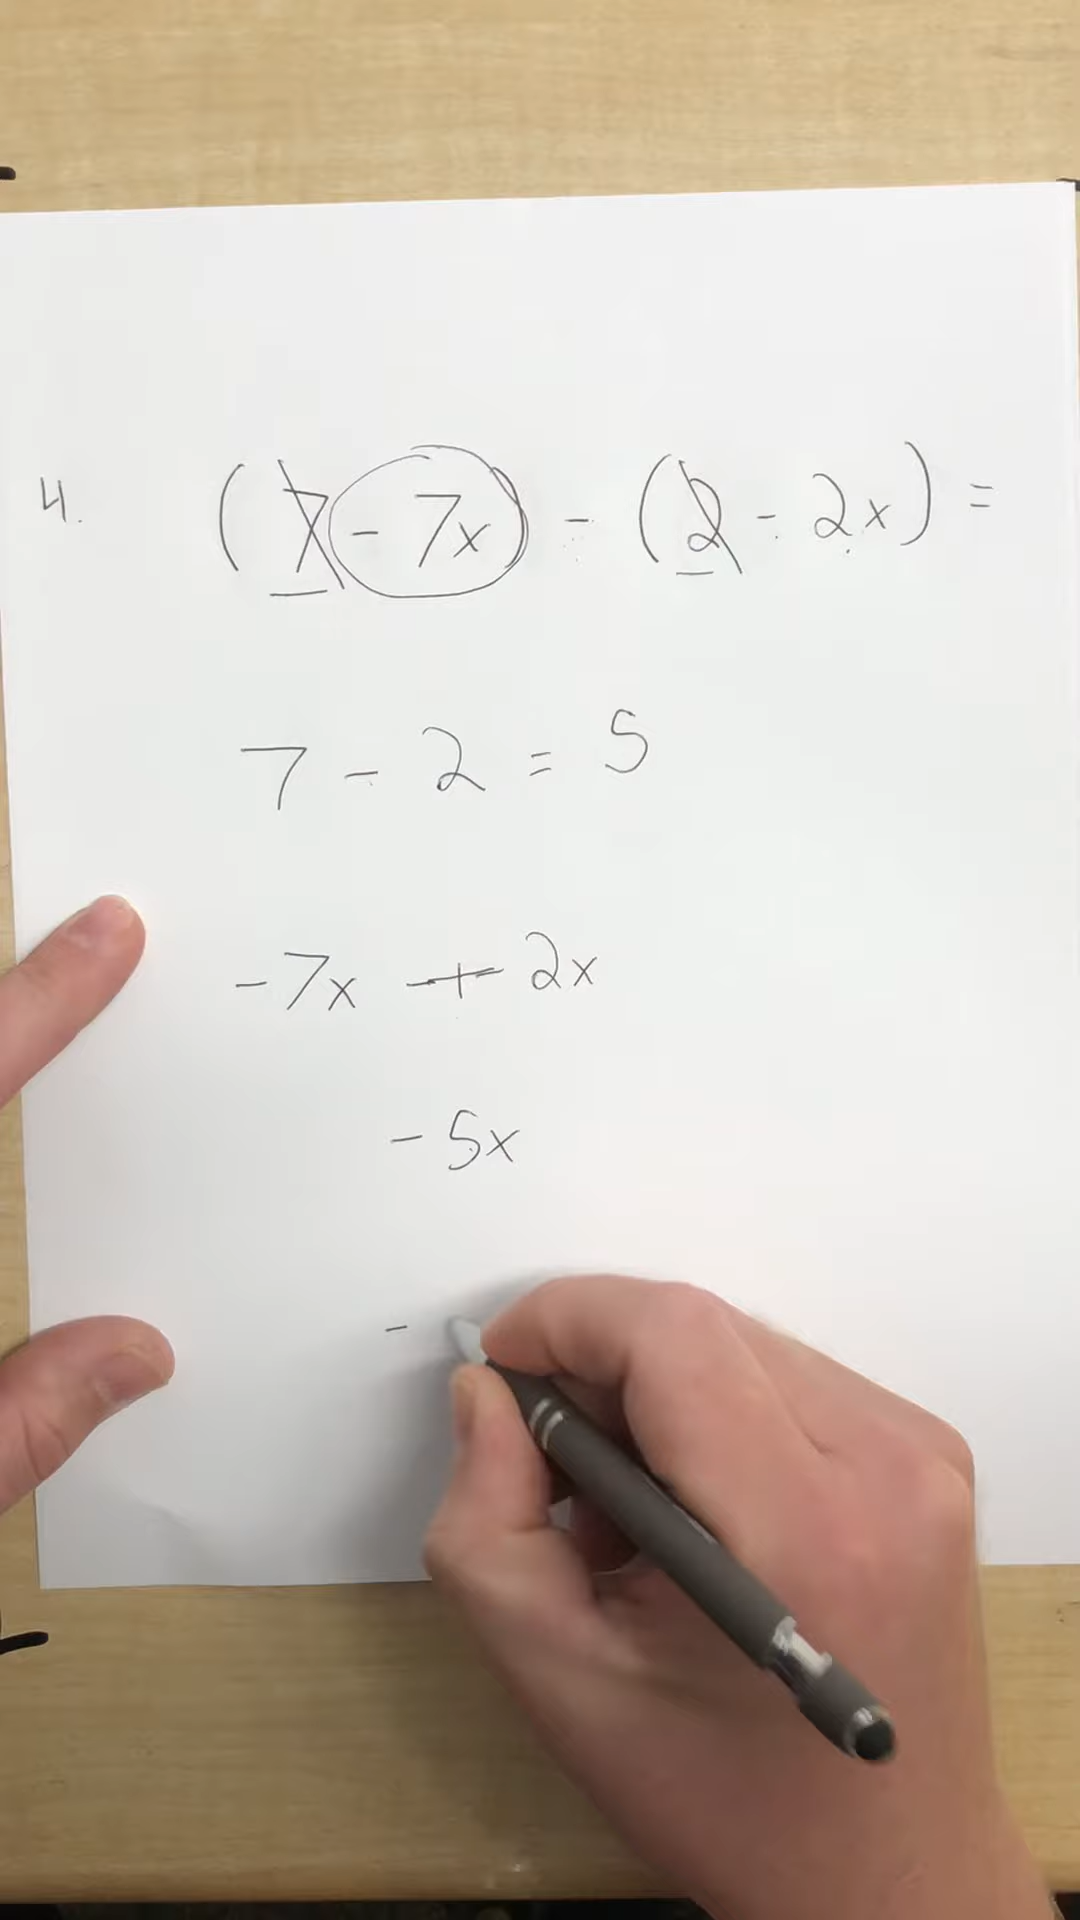 4. (7 - 7x) - (2 - 2x) =
7 - 2 = 5
-7x + 2x
- 5x
-